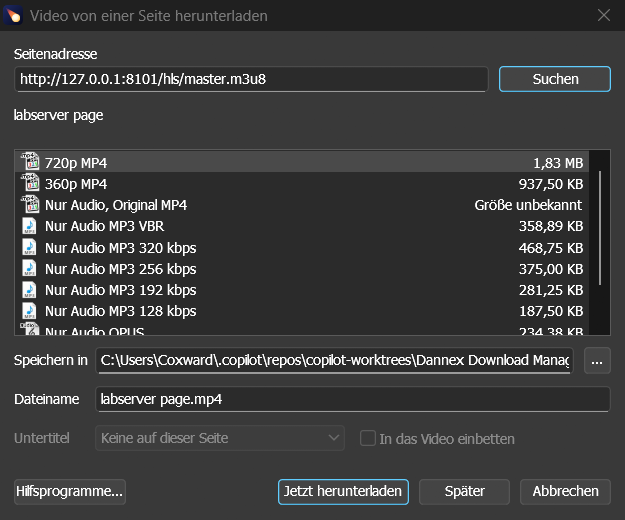 Video von einer Seite herunterladen
Seitenadresse
http://127.0.0.1:8101/hls/master.m3u8
Suchen
labserver page
720p MP4 1,83 MB
360p MP4 937,50 KB
Nur Audio, Original MP4 Größe unbekannt
Nur Audio MP3 VBR 358,89 KB
Nur Audio MP3 320 kbps 468,75 KB
Nur Audio MP3 256 kbps 375,00 KB
Nur Audio MP3 192 kbps 281,25 KB
Nur Audio MP3 128 kbps 187,50 KB
Nur Audio OPUS 234,38 KB
Speichern in C:\Users\Coxward\.copilot\repos\copilot-worktrees\Dannex Download Manag ...
Dateiname labserver page.mp4
Untertitel Keine auf dieser Seite In das Video einbetten
Hilfsprogramme... Jetzt herunterladen Später Abbrechen